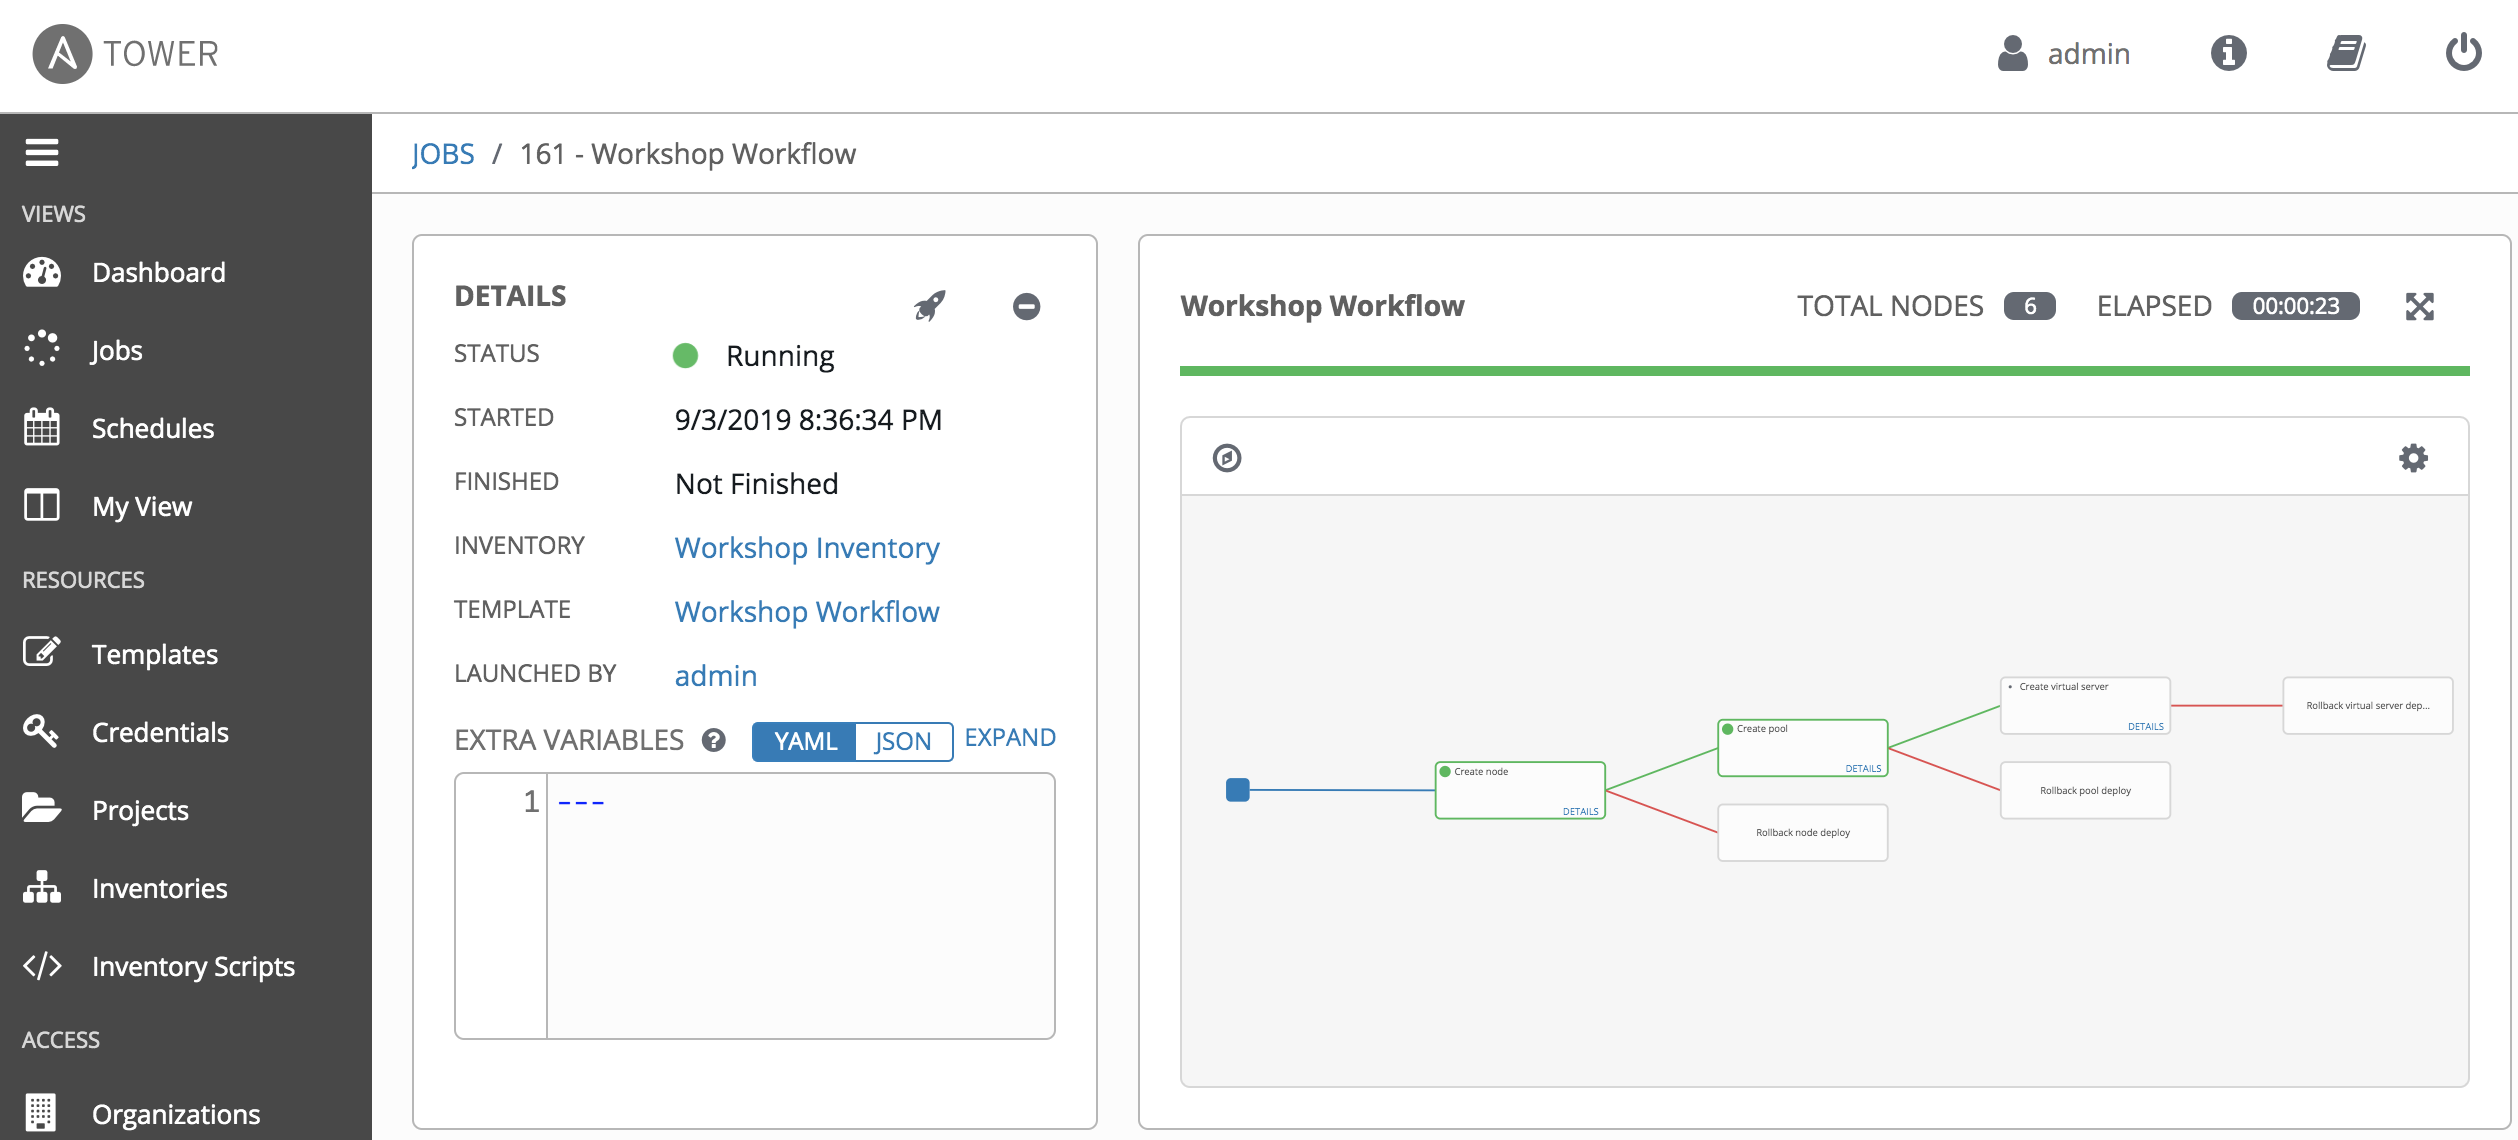 A TOWER
admin
VIEWS
Dashboard
Jobs
Schedules
My View
RESOURCES
Templates
Credentials
Projects
Inventories
Inventory Scripts
ACCESS
Organizations
JOBS / 161 - Workshop Workflow
DETAILS
STATUS Running
STARTED 9/3/2019 8:36:34 PM
FINISHED Not Finished
INVENTORY Workshop Inventory
TEMPLATE Workshop Workflow
LAUNCHED BY admin
EXTRA VARIABLES ? YAML JSON EXPAND
1 ---
Workshop Workflow TOTAL NODES 6 ELAPSED 00:00:23
Create node
DETAILS
Create pool
DETAILS
Rollback node deploy
• Create virtual server
DETAILS
Rollback pool deploy
Rollback virtual server dep...